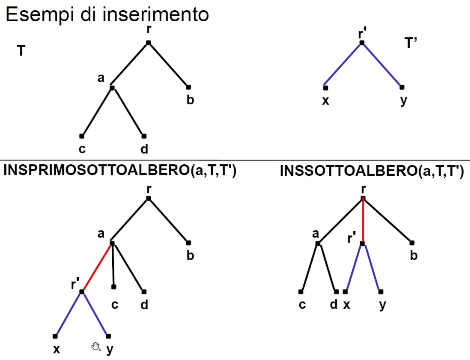 Esempi di inserimento
T
r
a
b
c d
r'
T’
x y
INSPRIMOSOTTOALBERO(a,T,T')
r
a
b
r'
c d
x y
INSSOTTOALBERO(a,T,T')
r
a r' b
c d x y